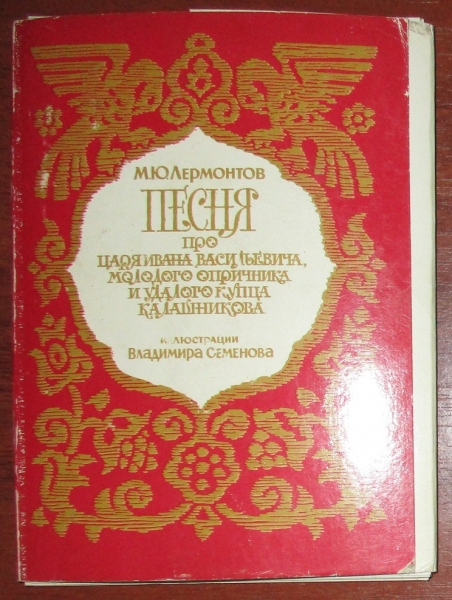 М.Ю.Лермонтов
ПЕСНЯ
про
царя ивана васильевича,
молодого опричника
и удалого купца
калашникова
иллюстрации
Владимира Семенова